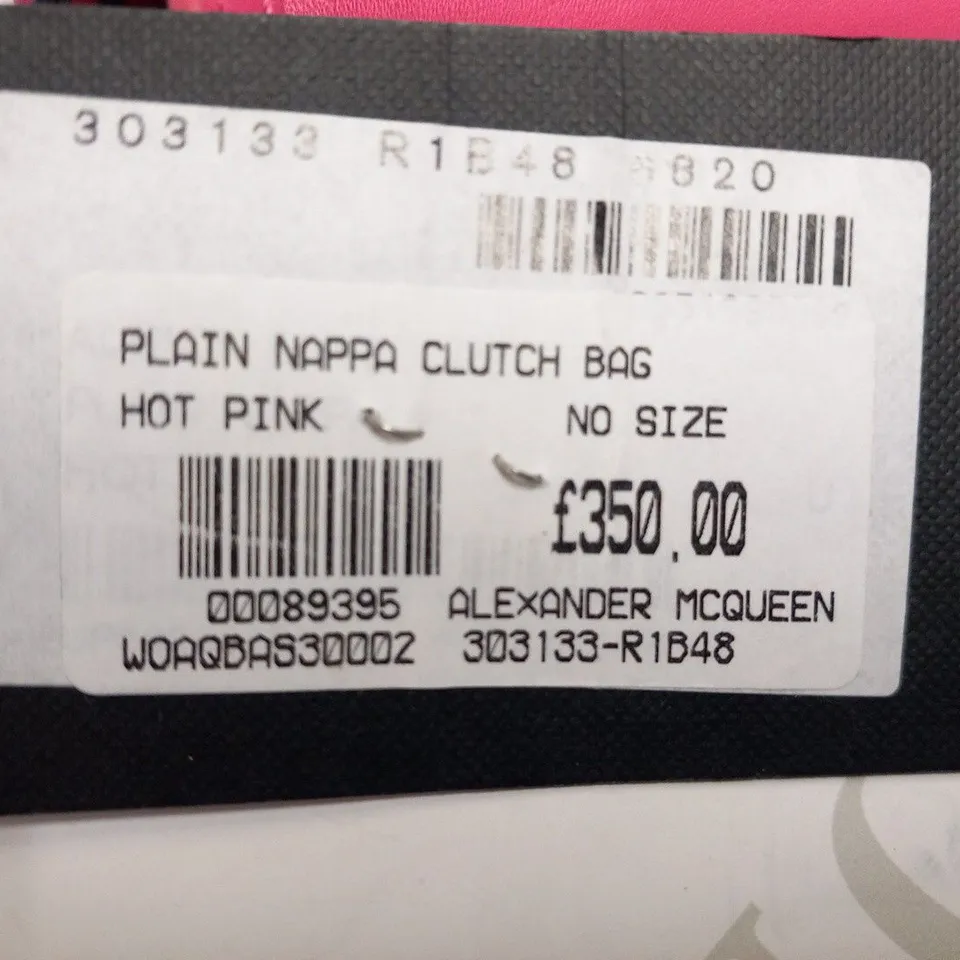 303133 R1B48
PLAIN NAPPA CLUTCH BAG
HOT PINK NO SIZE
£350.00
00089395 ALEXANDER MCQUEEN
WOAQBAS30002 303133-R1B48